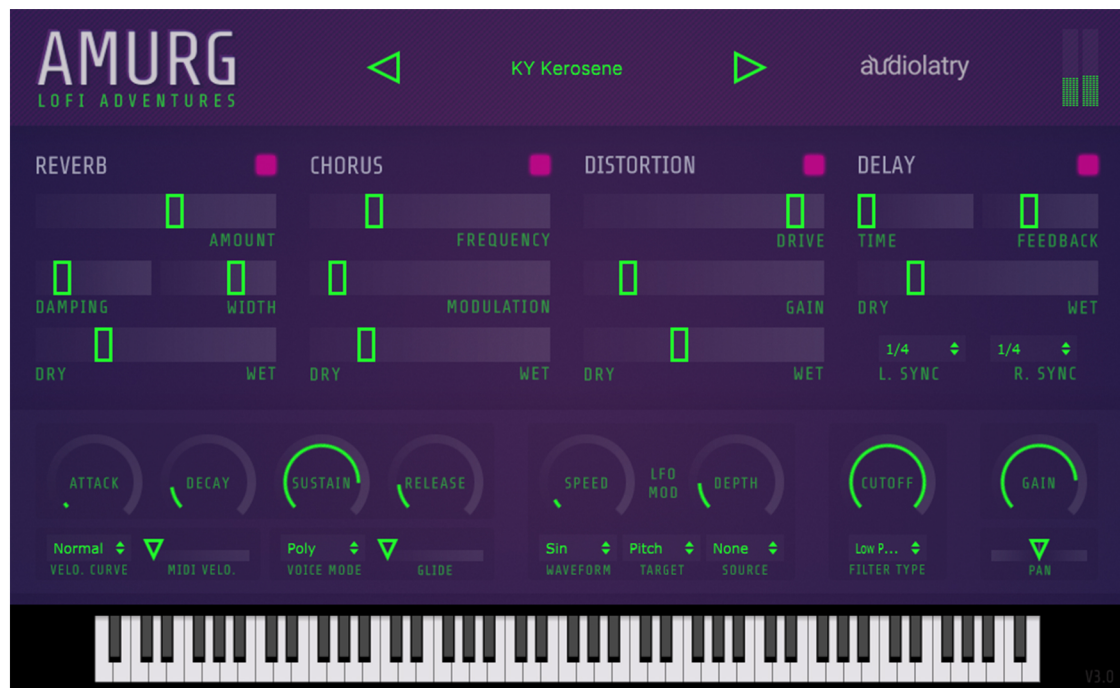 AMURG
LOFI ADVENTURES
KY Kerosene
audiolatry
REVERB
AMOUNT
DAMPING WIDTH
DRY WET
CHORUS
FREQUENCY
MODULATION
DRY WET
DISTORTION
DRIVE
GAIN
DRY WET
DELAY
TIME FEEDBACK
DRY WET
1/4 1/4
L. SYNC R. SYNC
ATTACK DECAY SUSTAIN RELEASE
Normal Poly
VELO. CURVE MIDI VELO. VOICE MODE GLIDE
SPEED LFO MOD DEPTH
Sin Pitch None
WAVEFORM TARGET SOURCE
CUTOFF
Low P...
FILTER TYPE
GAIN
PAN
V3.0